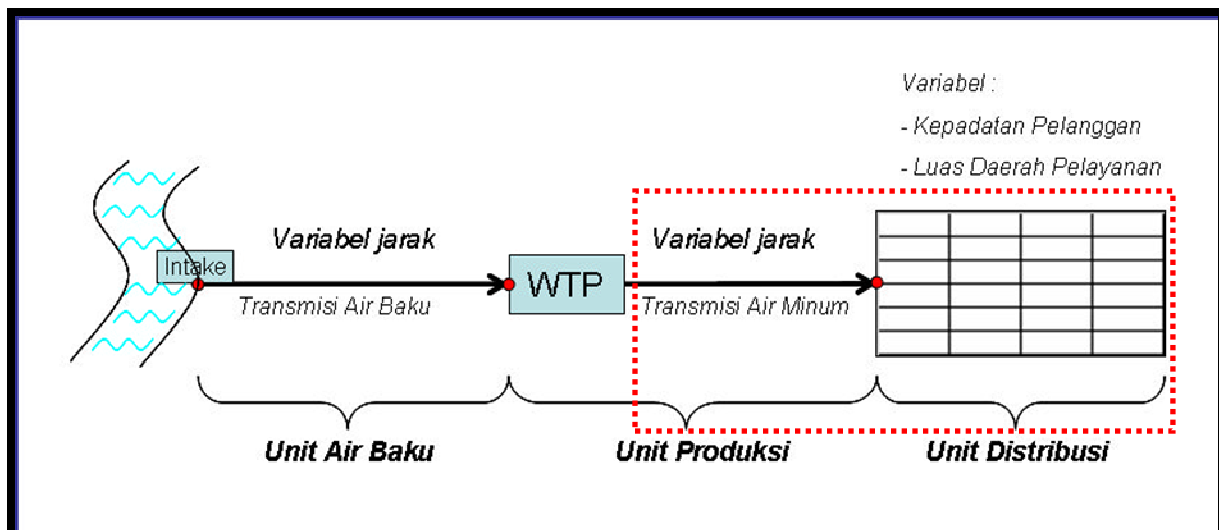 Variabel :
- Kepadatan Pelanggan
- Luas Daerah Pelayanan
Variabel jarak
Variabel jarak
Intake
WTP
Transmisi Air Baku
Transmisi Air Minum
Unit Air Baku
Unit Produksi
Unit Distribusi